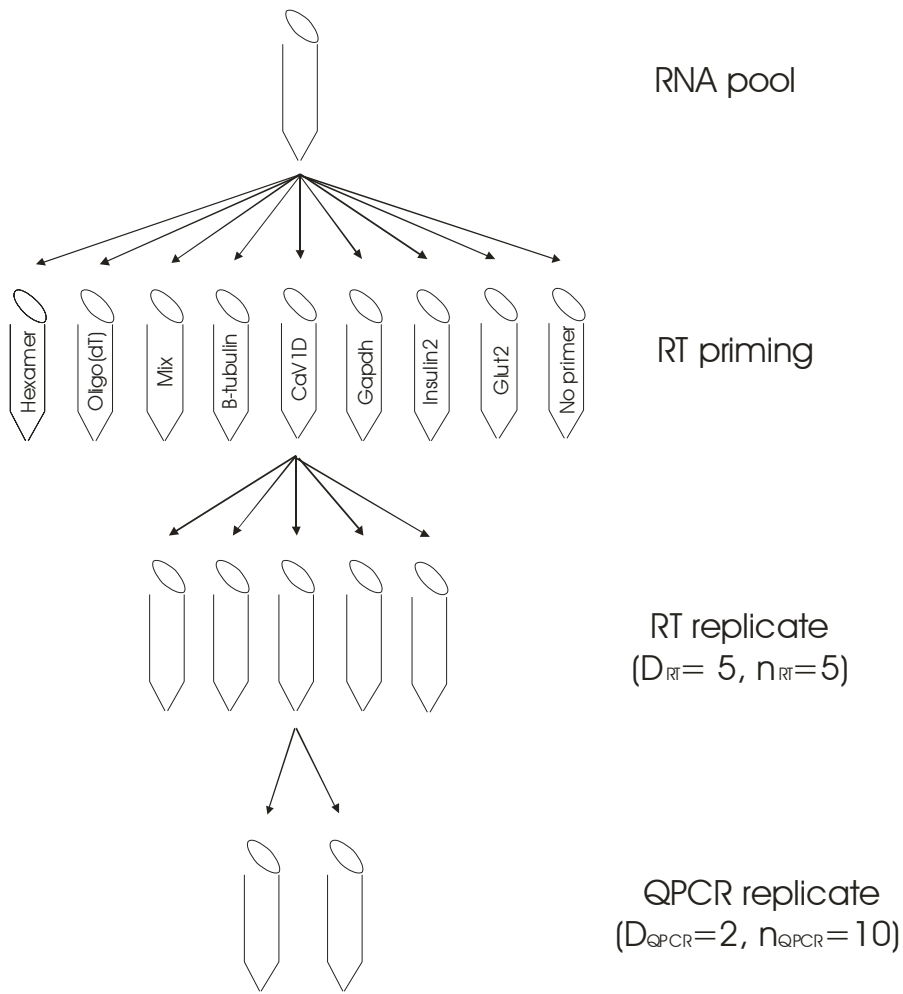 RNA pool
Hexamer
Oligo(dT)
Mix
B-tubulin
CaV1D
Gapdh
Insulin2
Glut2
No primer
RT priming
RT replicate
(DRT= 5, nRT=5)
QPCR replicate
(DQPCR=2, nQPCR=10)